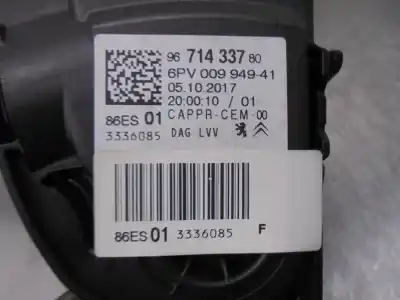 96 714 337 80
6PV 009 949-41
05.10.2017
20:00:10 / 01
86ES 01 CAPPR-CEM-00
3336085 DAG LVV
86ES 01 3336085 F